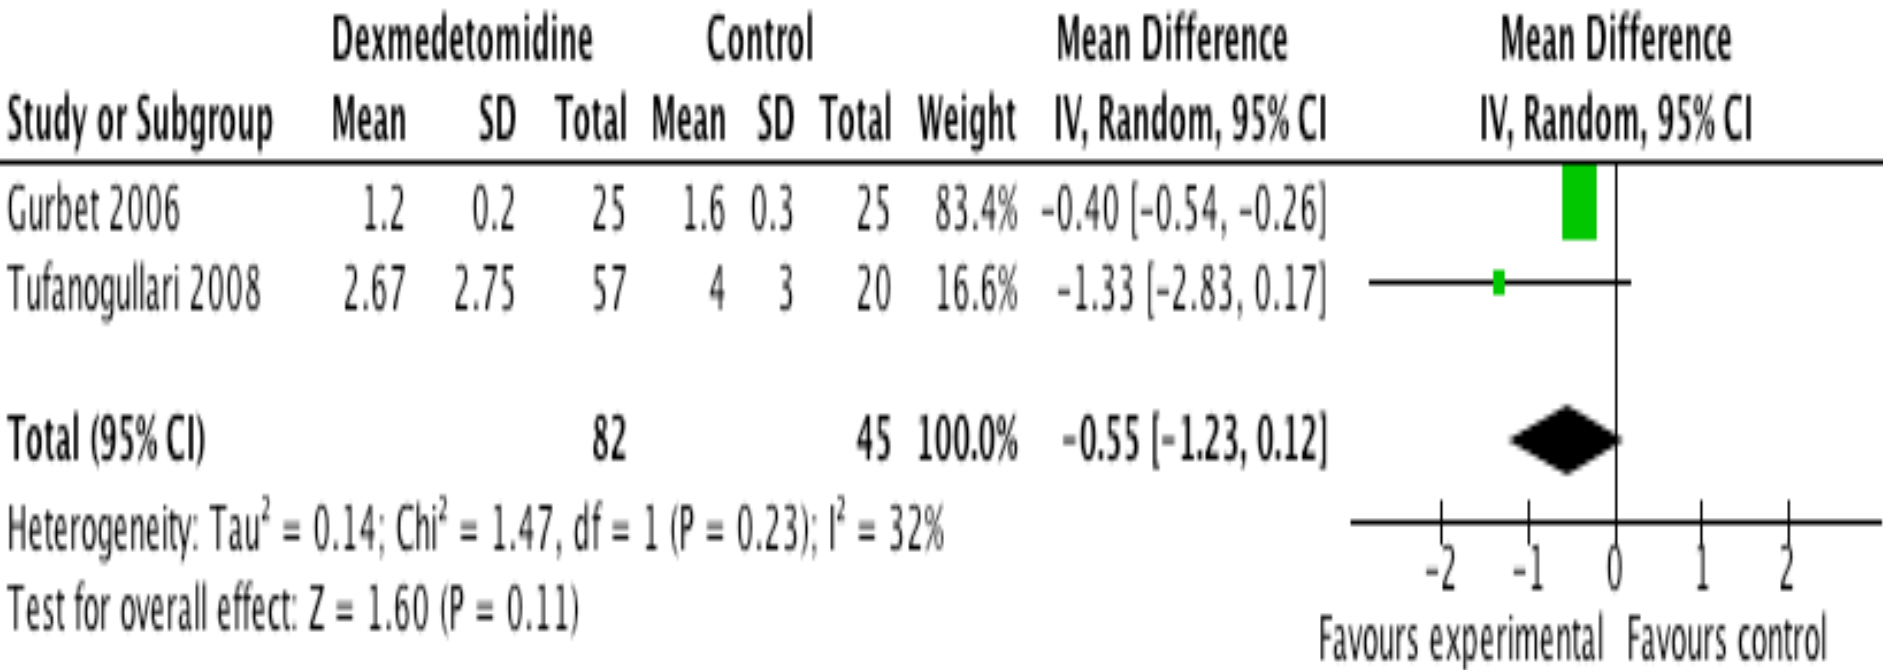 Dexmedetomidine Control Mean Difference Mean Difference
Study or Subgroup Mean SD Total Mean SD Total Weight IV, Random, 95% CI IV, Random, 95% CI
Gurbet 2006 1.2 0.2 25 1.6 0.3 25 83.4% −0.40 [−0.54, −0.26]
Tufanogullari 2008 2.67 2.75 57 4 3 20 16.6% −1.33 [−2.83, 0.17]
Total (95% CI) 82 45 100.0% −0.55 [−1.23, 0.12]
Heterogeneity: Tau² = 0.14; Chi² = 1.47, df = 1 (P = 0.23); I² = 32%
−2 −1 0 1 2
Test for overall effect: Z = 1.60 (P = 0.11)
Favours experimental Favours control